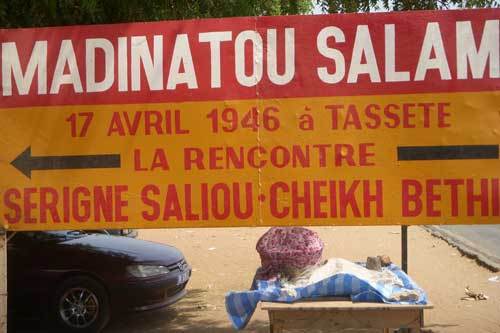 MADINATOU SALAM
17 AVRIL 1946 à TASSETE
LA RENCONTRE
SERIGNE SALIOU·CHEIKH BETHI